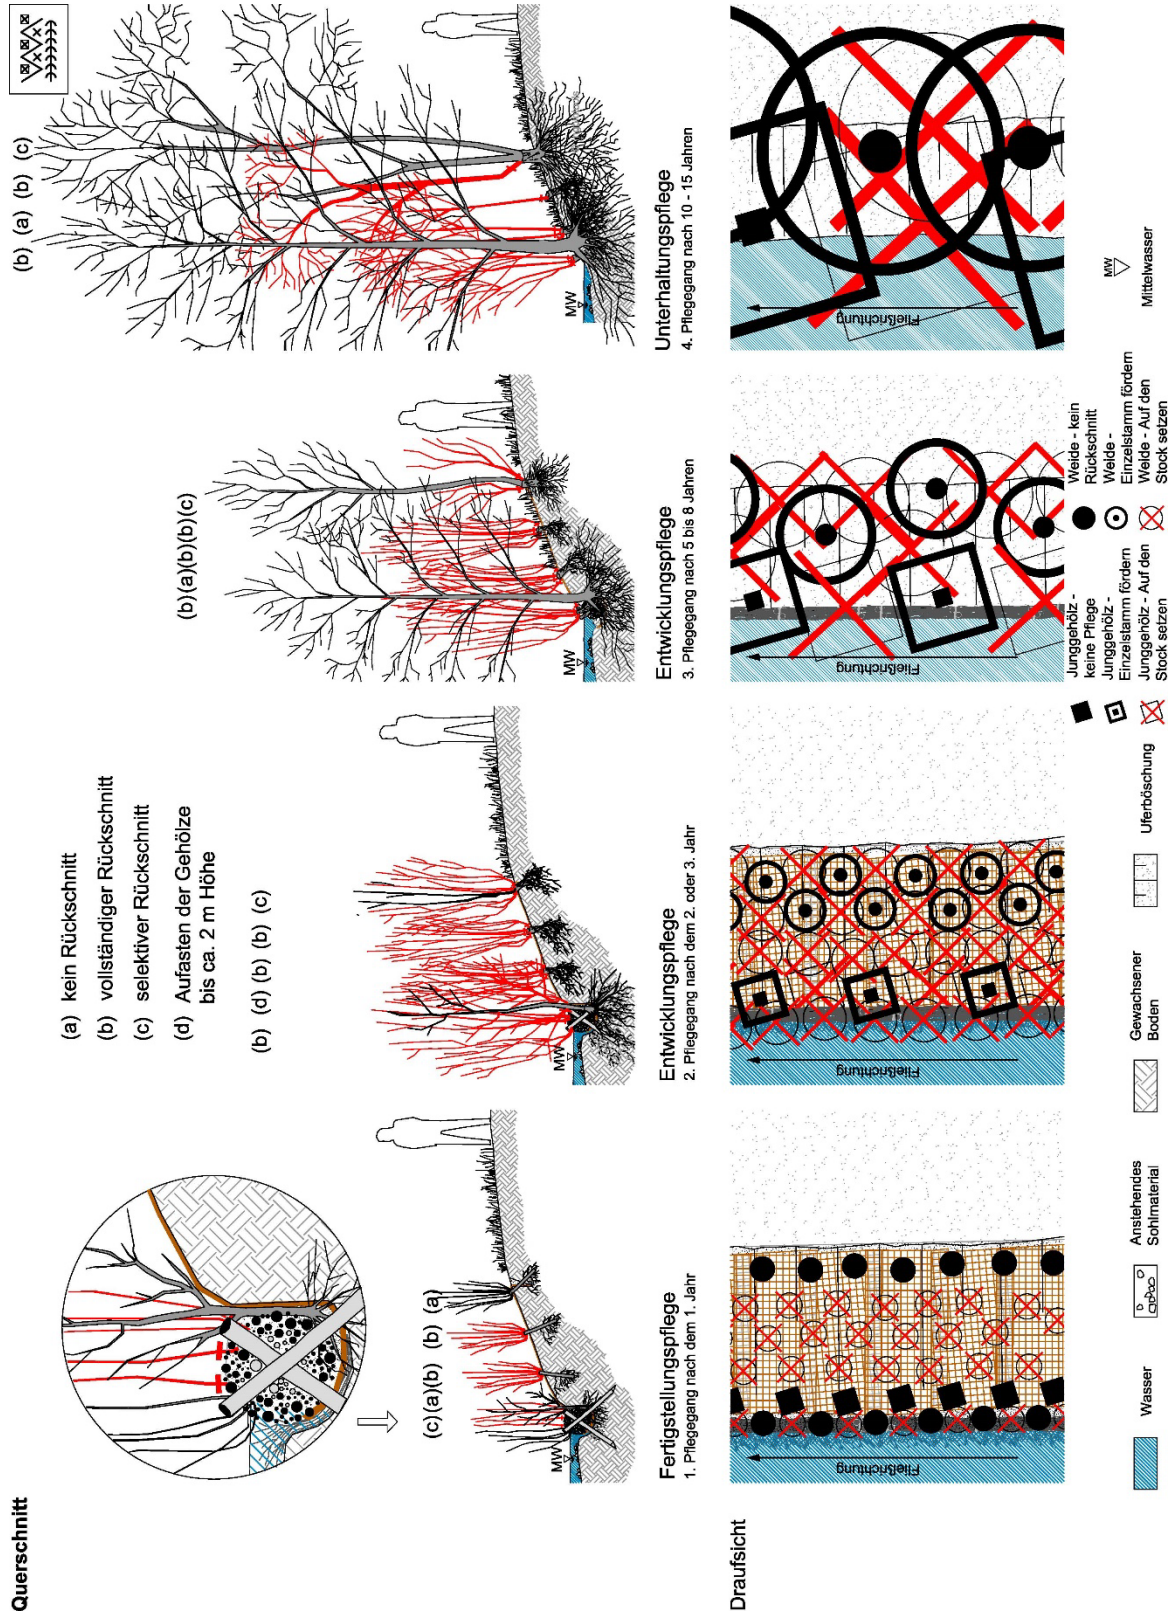 Querschnitt
(a) kein Rückschnitt
(b) vollständiger Rückschnitt
(c) selektiver Rückschnitt
(d) Aufasten der Gehölze
bis ca. 2 m Höhe
(c)(a)(b) (b) (a)
(b) (d) (b) (b) (c)
(b)(a)(b)(b)(c)
(b) (a) (b) (c)
MW
MW
MW
MW
Fertigstellungspflege
1. Pflegegang nach dem 1. Jahr
Entwicklungspflege
2. Pflegegang nach dem 2. oder 3. Jahr
Entwicklungspflege
3. Pflegegang nach 5 bis 8 Jahren
Unterhaltungspflege
4. Pflegegang nach 10 - 15 Jahren
Draufsicht
Fließrichtung
Fließrichtung
Fließrichtung
Fließrichtung
Wasser
Anstehendes
Sohlmaterial
Gewachsener
Boden
Uferböschung
Junggehölz -
keine Pflege
Junggehölz -
Einzelstamm fördern
Junggehölz - Auf den
Stock setzen
Weide - kein
Rückschnitt
Weide -
Einzelstamm fördern
Weide - Auf den
Stock setzen
MW
Mittelwasser